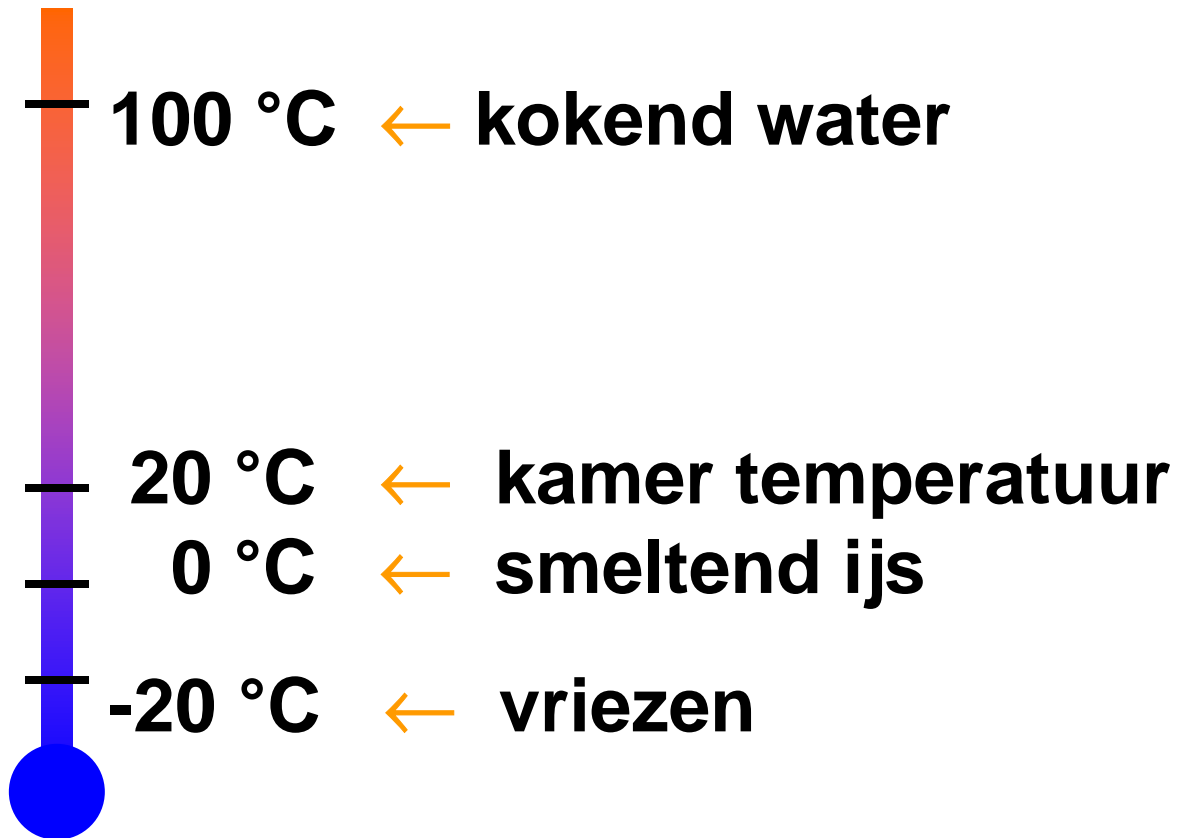 100 °C ← kokend water
20 °C ← kamer temperatuur
0 °C ← smeltend ijs
-20 °C ← vriezen